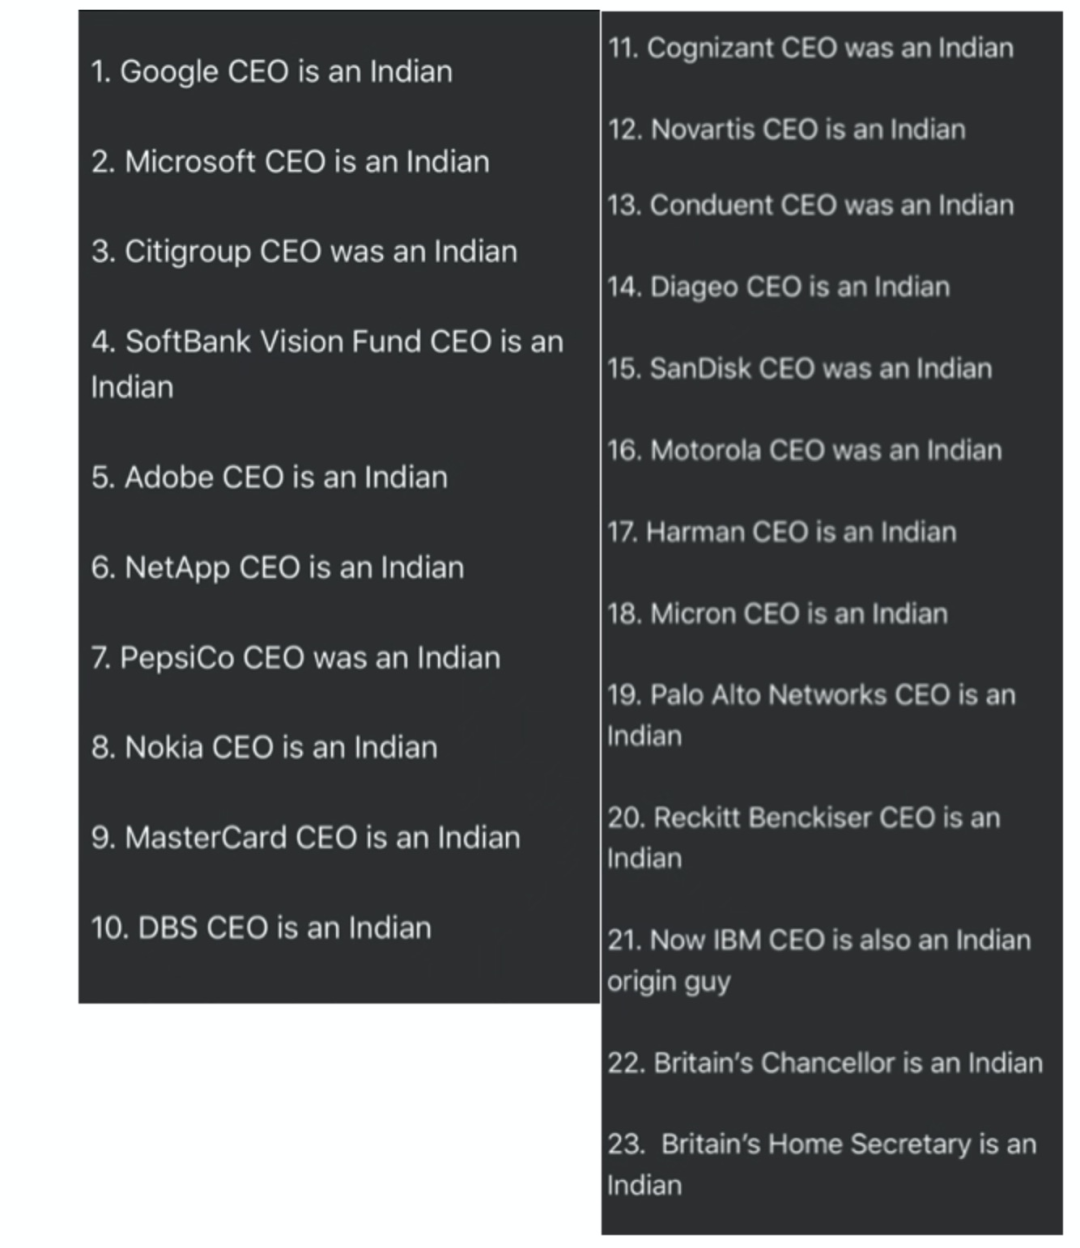 1. Google CEO is an Indian
2. Microsoft CEO is an Indian
3. Citigroup CEO was an Indian
4. SoftBank Vision Fund CEO is an
Indian
5. Adobe CEO is an Indian
6. NetApp CEO is an Indian
7. PepsiCo CEO was an Indian
8. Nokia CEO is an Indian
9. MasterCard CEO is an Indian
10. DBS CEO is an Indian
11. Cognizant CEO was an Indian
12. Novartis CEO is an Indian
13. Conduent CEO was an Indian
14. Diageo CEO is an Indian
15. SanDisk CEO was an Indian
16. Motorola CEO was an Indian
17. Harman CEO is an Indian
18. Micron CEO is an Indian
19. Palo Alto Networks CEO is an
Indian
20. Reckitt Benckiser CEO is an
Indian
21. Now IBM CEO is also an Indian
origin guy
22. Britain’s Chancellor is an Indian
23.  Britain’s Home Secretary is an
Indian